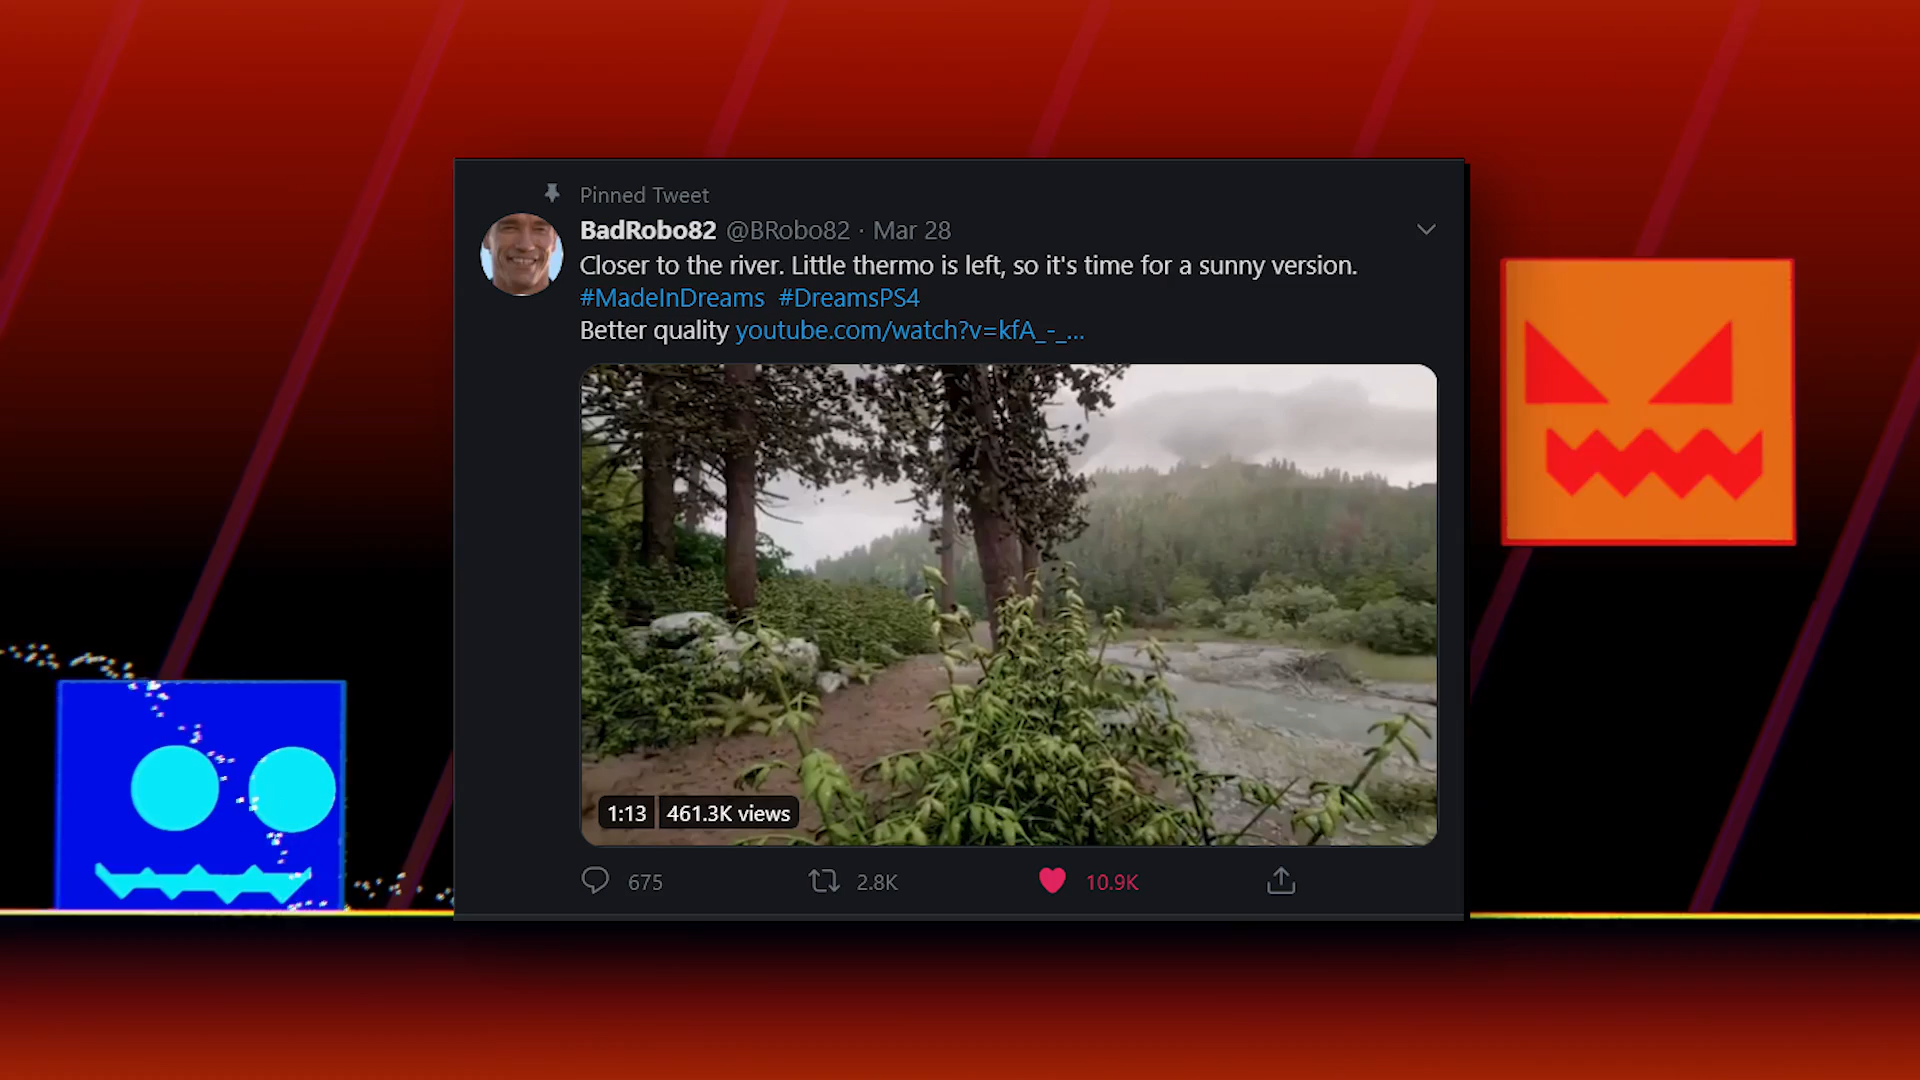 Pinned Tweet
BadRobo82 @BRobo82 · Mar 28
Closer to the river. Little thermo is left, so it's time for a sunny version.
#MadeInDreams #DreamsPS4
Better quality youtube.com/watch?v=kfA_-_...
1:13 461.3K views
675 2.8K 10.9K